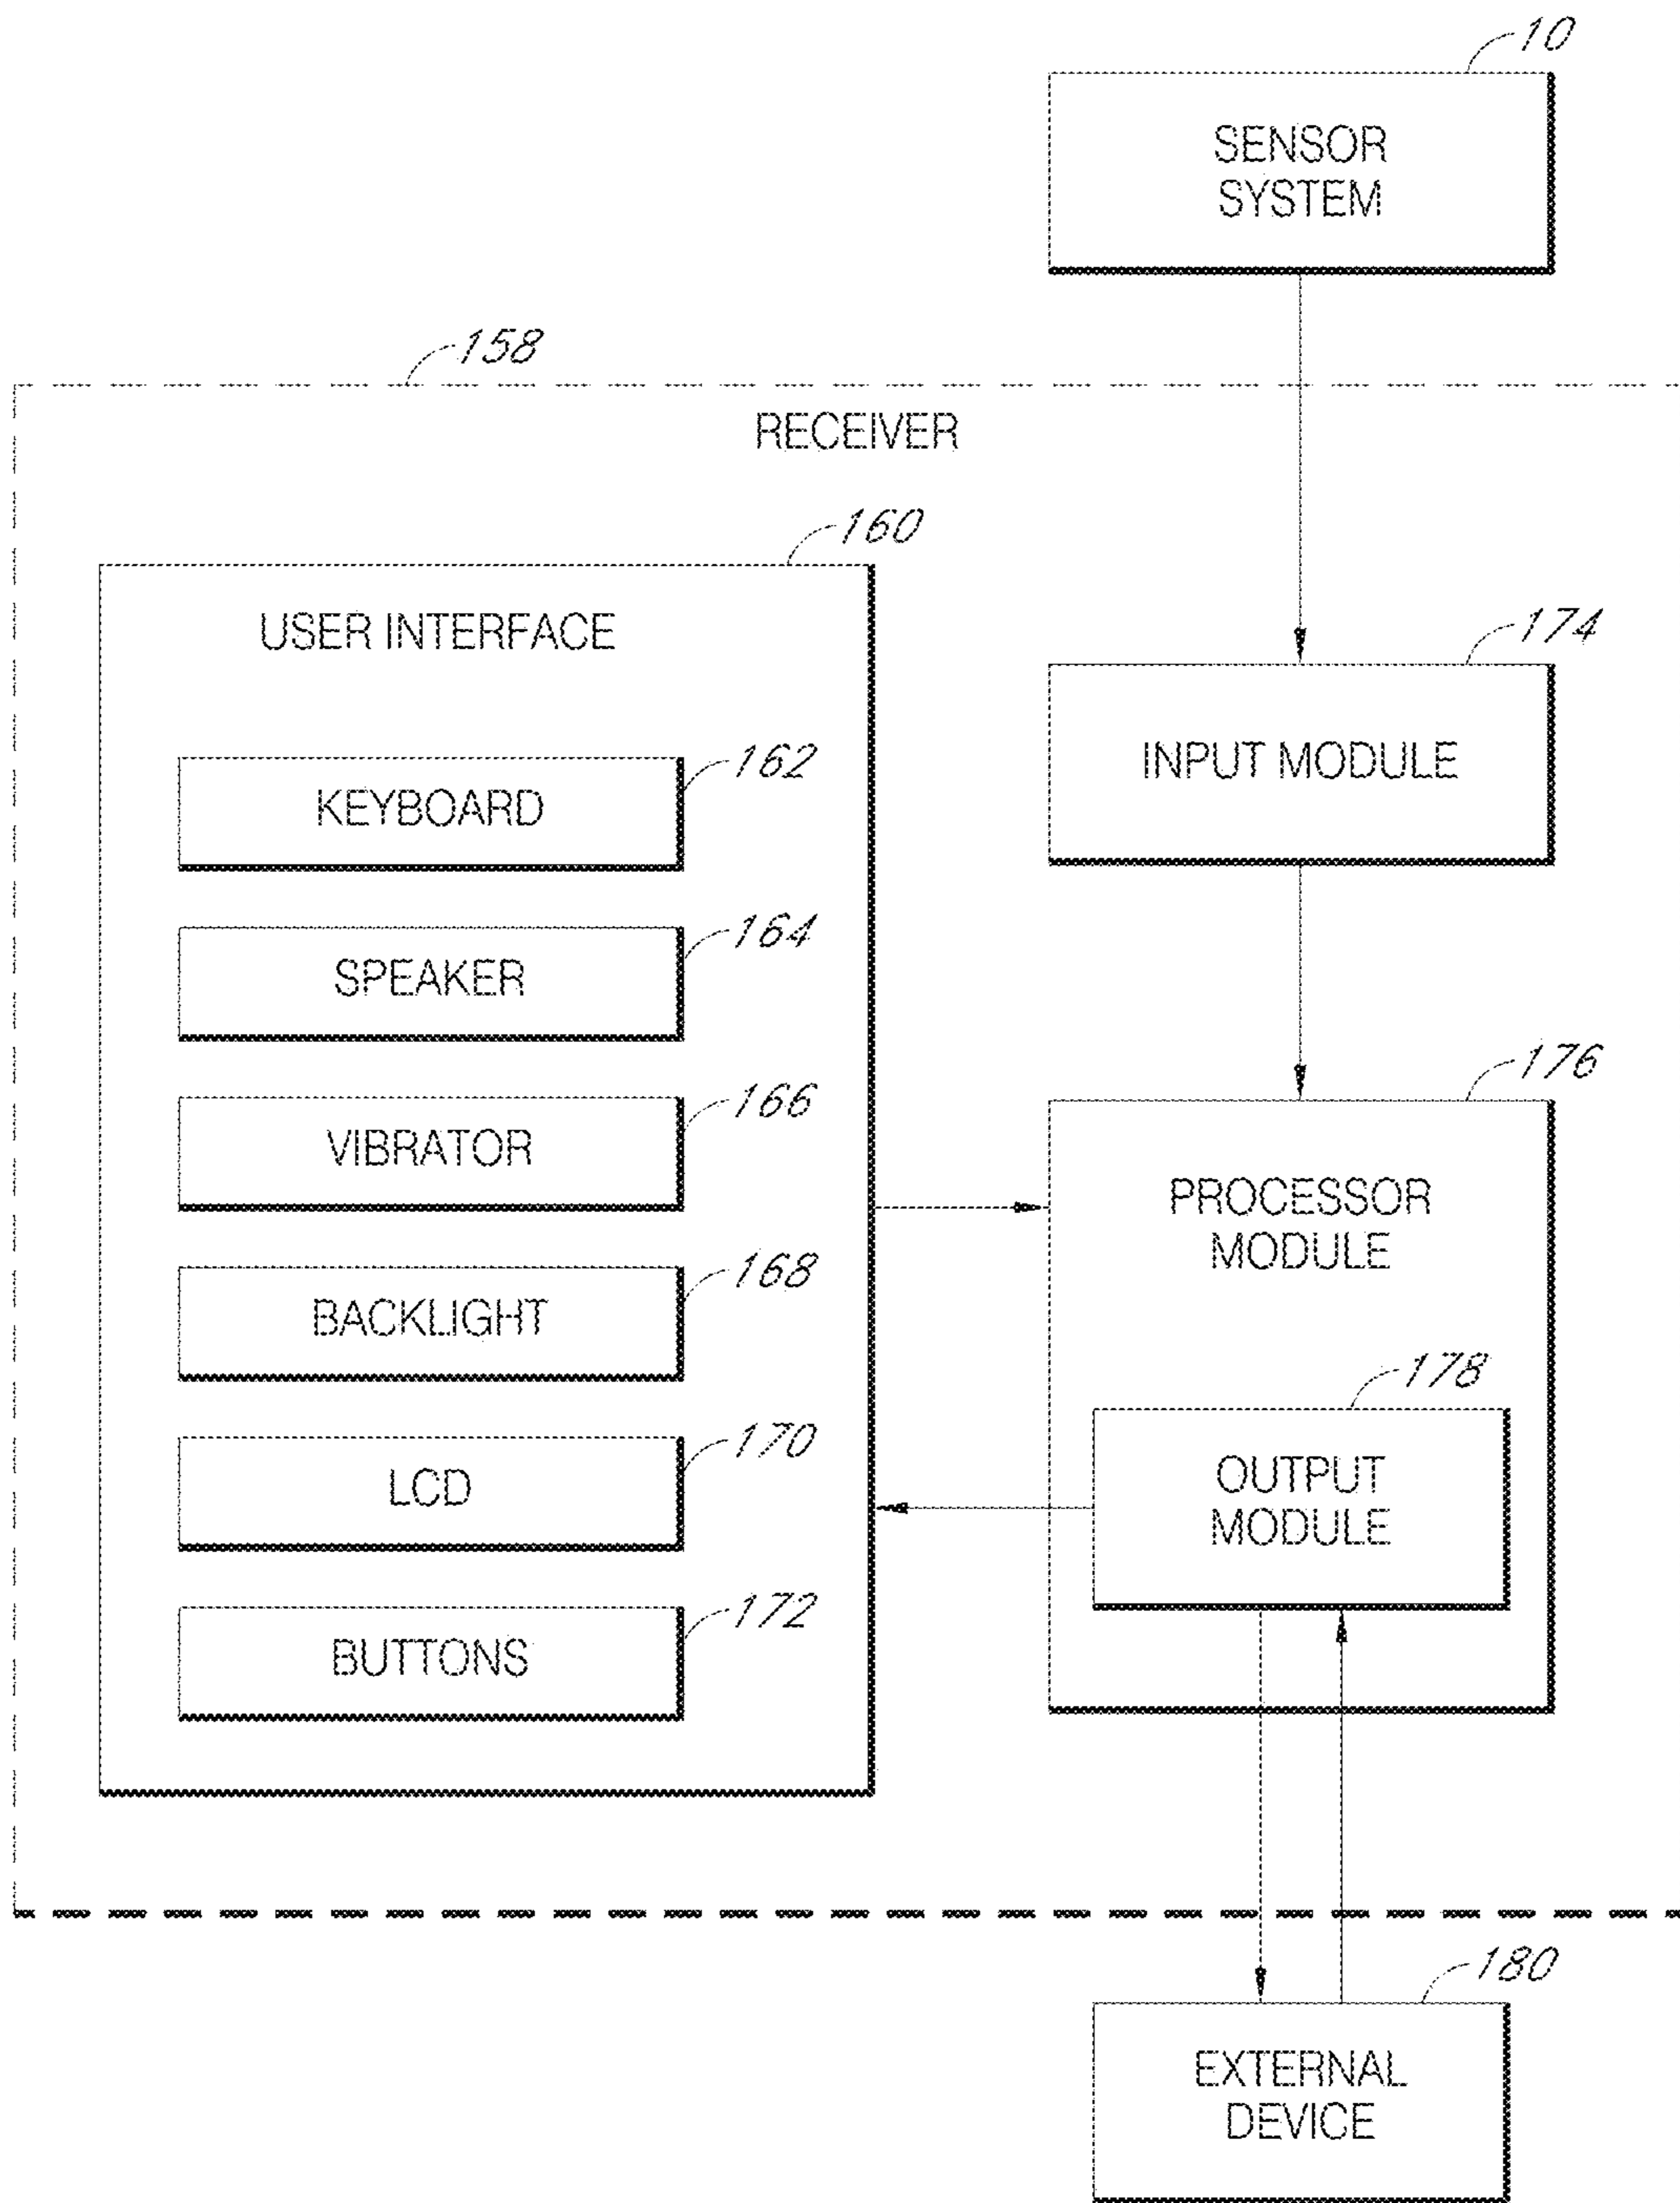 10
SENSOR
SYSTEM
158
RECEIVER
160
USER INTERFACE
162
KEYBOARD
164
SPEAKER
166
VIBRATOR
168
BACKLIGHT
170
LCD
172
BUTTONS
174
INPUT MODULE
176
PROCESSOR
MODULE
178
OUTPUT
MODULE
180
EXTERNAL
DEVICE